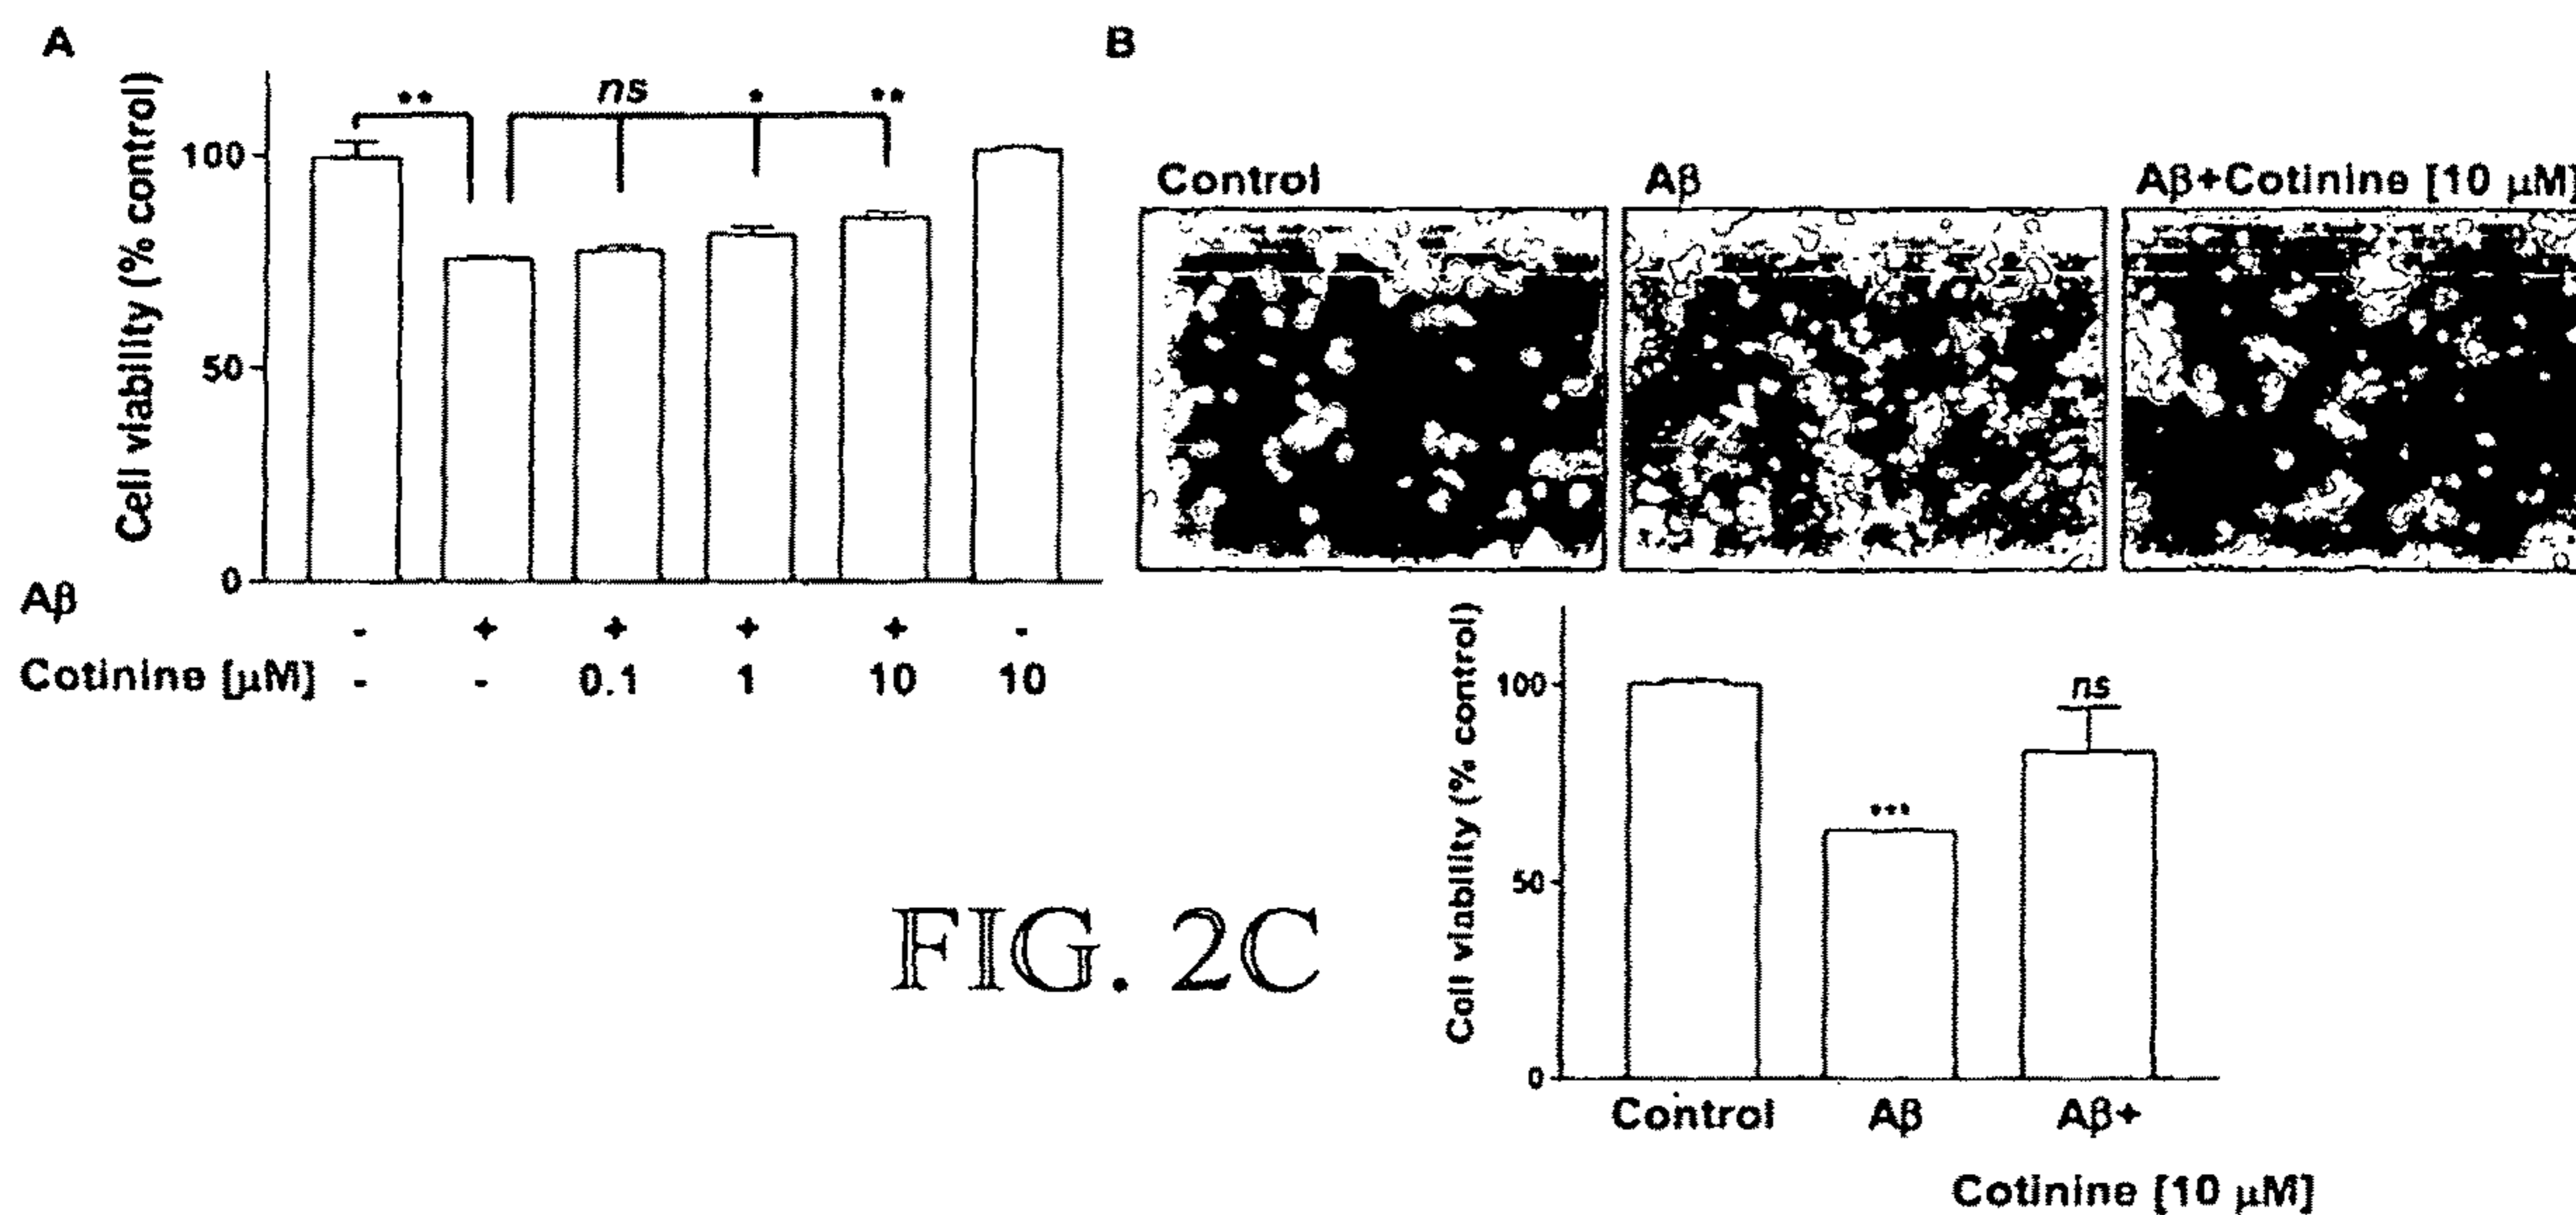 A
Cell viability (% control)
** ns * **
100
50
0
Aβ
- + + + + -
Cotinine [μM] - - 0.1 1 10 10
B
Control Aβ Aβ+Cotinine [10 μM]
Cell viability (% control)
100
50
0
***
ns
Control Aβ Aβ+
Cotinine [10 μM]
FIG. 2C